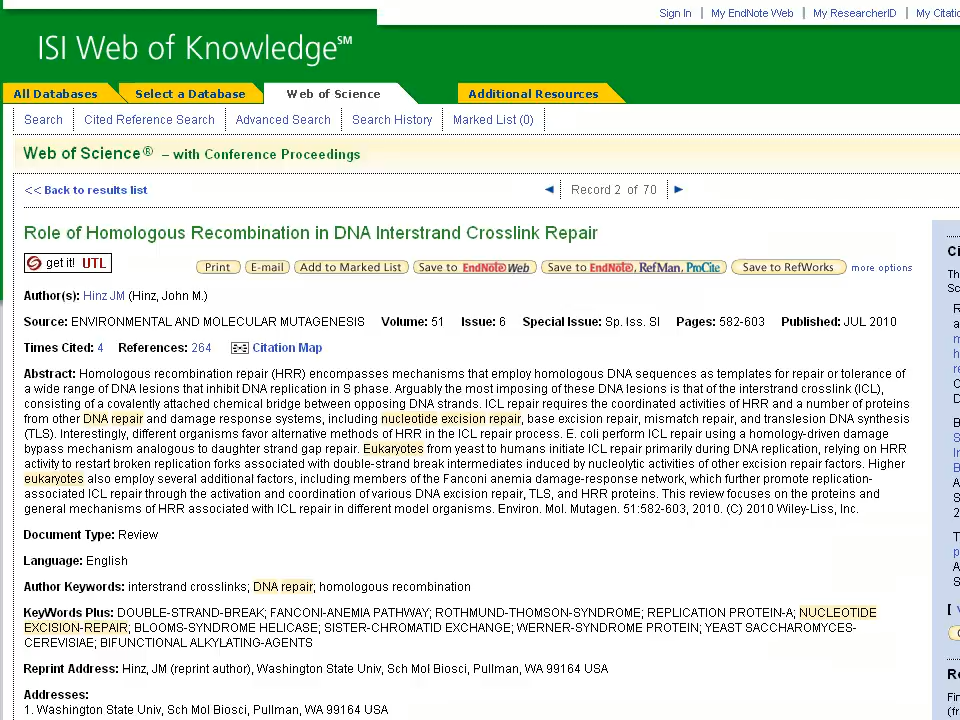 Sign In | My EndNote Web | My ResearcherID | My
ISI Web of Knowledge℠
All Databases Select a Database Web of Science Additional Resources
Search Cited Reference Search Advanced Search Search History Marked List (0)
Web of Science® – with Conference Proceedings
<< Back to results list Record 2 of 70
Role of Homologous Recombination in DNA Interstrand Crosslink Repair
get it! UTL Print E-mail Add to Marked List Save to EndNote Web Save to EndNote, RefMan, ProCite Save to RefWorks more options
Author(s): Hinz JM (Hinz, John M.)
Source: ENVIRONMENTAL AND MOLECULAR MUTAGENESIS Volume: 51 Issue: 6 Special Issue: Sp. Iss. SI Pages: 582-603 Published: JUL 2010
Times Cited: 4 References: 264 Citation Map
Abstract: Homologous recombination repair (HRR) encompasses mechanisms that employ homologous DNA sequences as templates for repair or tolerance of
a wide range of DNA lesions that inhibit DNA replication in S phase. Arguably the most imposing of these DNA lesions is that of the interstrand crosslink (ICL),
consisting of a covalently attached chemical bridge between opposing DNA strands. ICL repair requires the coordinated activities of HRR and a number of proteins
from other DNA repair and damage response systems, including nucleotide excision repair, base excision repair, mismatch repair, and translesion DNA synthesis
(TLS). Interestingly, different organisms favor alternative methods of HRR in the ICL repair process. E. coli perform ICL repair using a homology-driven damage
bypass mechanism analogous to daughter strand gap repair. Eukaryotes from yeast to humans initiate ICL repair primarily during DNA replication, relying on HRR
activity to restart broken replication forks associated with double-strand break intermediates induced by nucleolytic activities of other excision repair factors. Higher
eukaryotes also employ several additional factors, including members of the Fanconi anemia damage-response network, which further promote replication-
associated ICL repair through the activation and coordination of various DNA excision repair, TLS, and HRR proteins. This review focuses on the proteins and
general mechanisms of HRR associated with ICL repair in different model organisms. Environ. Mol. Mutagen. 51:582-603, 2010. (C) 2010 Wiley-Liss, Inc.
Document Type: Review
Language: English
Author Keywords: interstrand crosslinks; DNA repair; homologous recombination
KeyWords Plus: DOUBLE-STRAND-BREAK; FANCONI-ANEMIA PATHWAY; ROTHMUND-THOMSON-SYNDROME; REPLICATION PROTEIN-A; NUCLEOTIDE
EXCISION-REPAIR; BLOOMS-SYNDROME HELICASE; SISTER-CHROMATID EXCHANGE; WERNER-SYNDROME PROTEIN; YEAST SACCHAROMYCES-
CEREVISIAE; BIFUNCTIONAL ALKYLATING-AGENTS
Reprint Address: Hinz, JM (reprint author), Washington State Univ, Sch Mol Biosci, Pullman, WA 99164 USA
Addresses:
1. Washington State Univ, Sch Mol Biosci, Pullman, WA 99164 USA